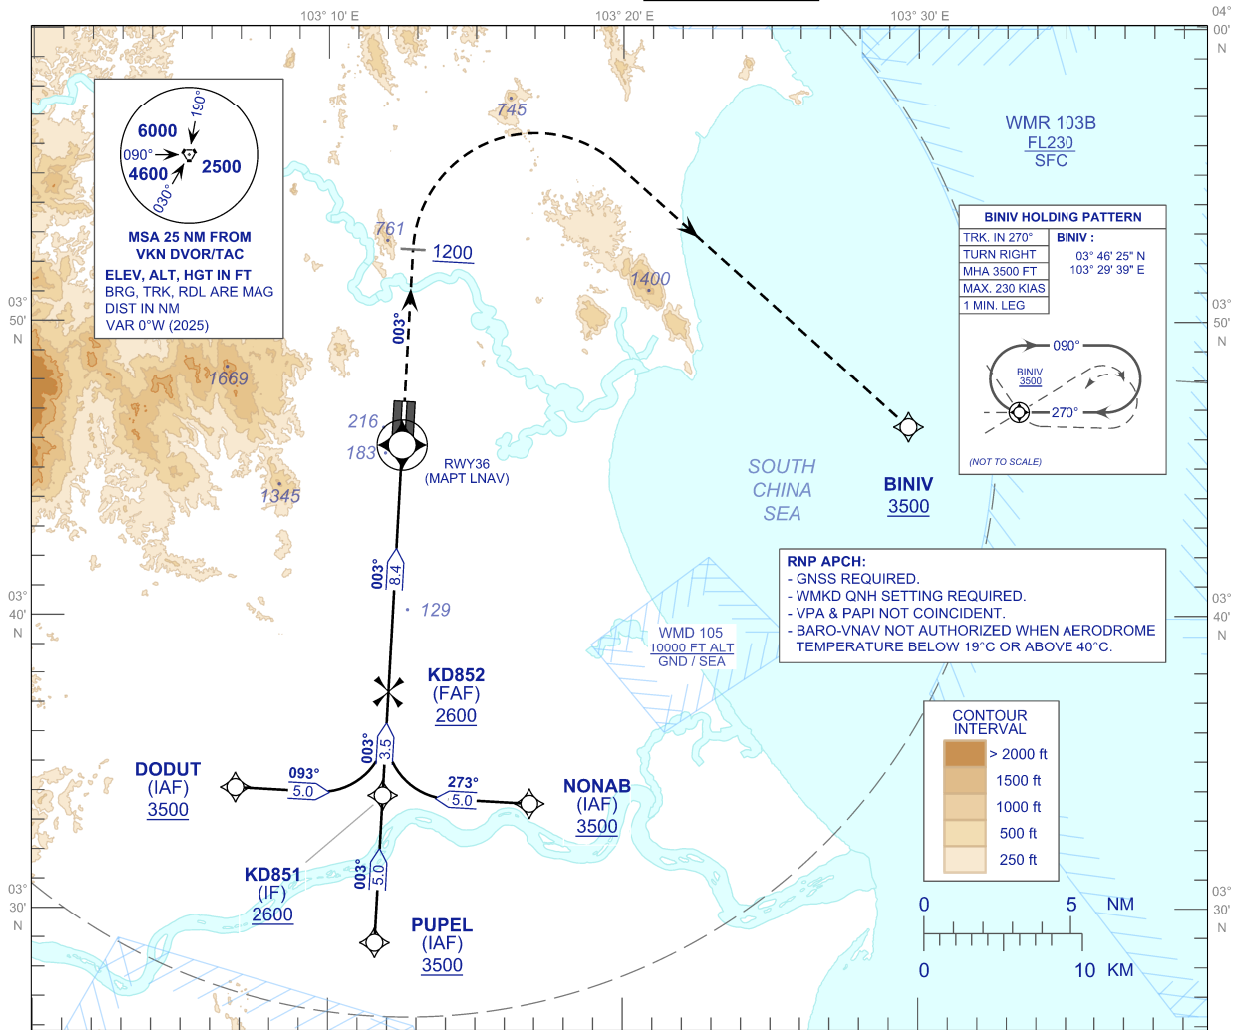 103° 10' E
103° 20' E
103° 30' E
04°
00'
N
190°
6000
090°
4600
2500
030°
MSA 25 NM FROM
VKN DVOR/TAC
ELEV, ALT, HGT IN FT
BRG, TRK, RDL ARE MAG
DIST IN NM
VAR 0°W (2025)
745
WMR 103B
FL230
SFC
761
1200
1400
BINIV HOLDING PATTERN
TRK. IN 270°
TURN RIGHT
MHA 3500 FT
MAX. 230 KIAS
1 MIN. LEG
BINIV :
03° 46' 25" N
103° 29' 39" E
090°
BINIV
3500
270°
(NOT TO SCALE)
03°
50'
N
03°
50'
N
003°
1669
216
183
RWY36
(MAPT LNAV)
1345
SOUTH
CHINA
SEA
BINIV
3500
RNP APCH:
- GNSS REQUIRED.
- WMKD QNH SETTING REQUIRED.
- VPA & PAPI NOT COINCIDENT.
- BARO-VNAV NOT AUTHORIZED WHEN AERODROME
TEMPERATURE BELOW 19°C OR ABOVE 40°C.
003°
8.4
129
03°
40'
N
03°
40'
N
WMD 105
10000 FT ALT
GND / SEA
KD852
(FAF)
2600
003°
3.5
DODUT
(IAF)
3500
093°
5.0
273°
5.0
NONAB
(IAF)
3500
CONTOUR
INTERVAL
> 2000 ft
1500 ft
1000 ft
500 ft
250 ft
KD851
(IF)
2600
003°
5.0
PUPEL
(IAF)
3500
03°
30'
N
03°
30'
N
0
5
NM
0
10
KM